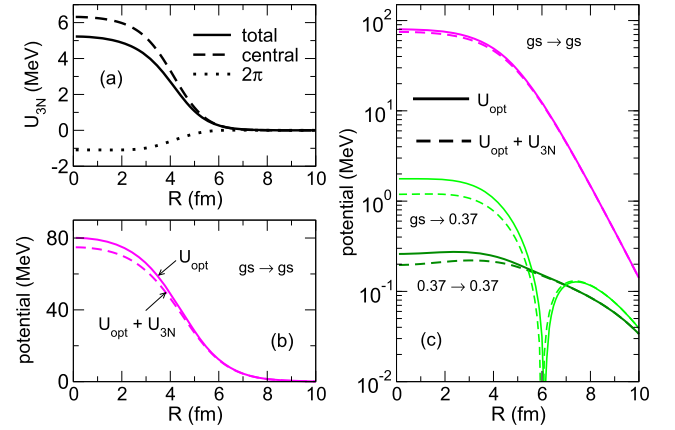 6
4
2
0
-2
U3N (MeV)
total
central
2π
(a)
0 2 4 6 8 10
R (fm)
80
40
0
potential (MeV)
Uopt
gs → gs
Uopt + U3N
(b)
0 2 4 6 8 10
R (fm)
10^2
10^1
10^0
10^-1
10^-2
potential (MeV)
gs → gs
Uopt
Uopt + U3N
gs → 0.37
0.37 → 0.37
(c)
0 2 4 6 8 10
R (fm)